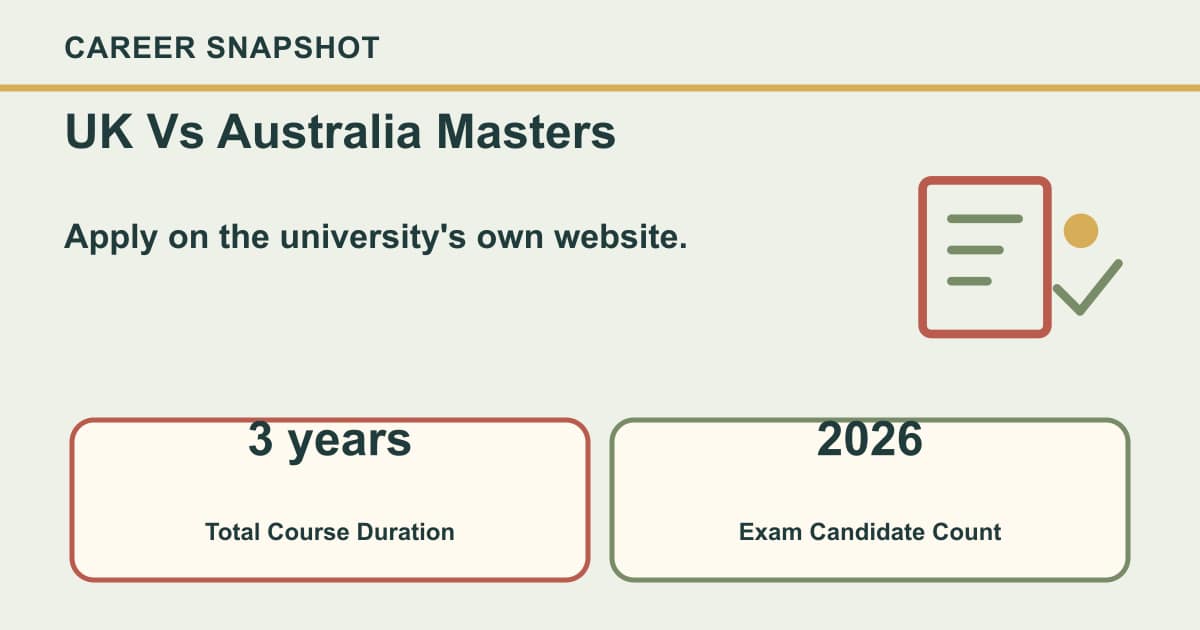 CAREER SNAPSHOT
UK Vs Australia Masters
Apply on the university's own website.
3 years
Total Course Duration
2026
Exam Candidate Count